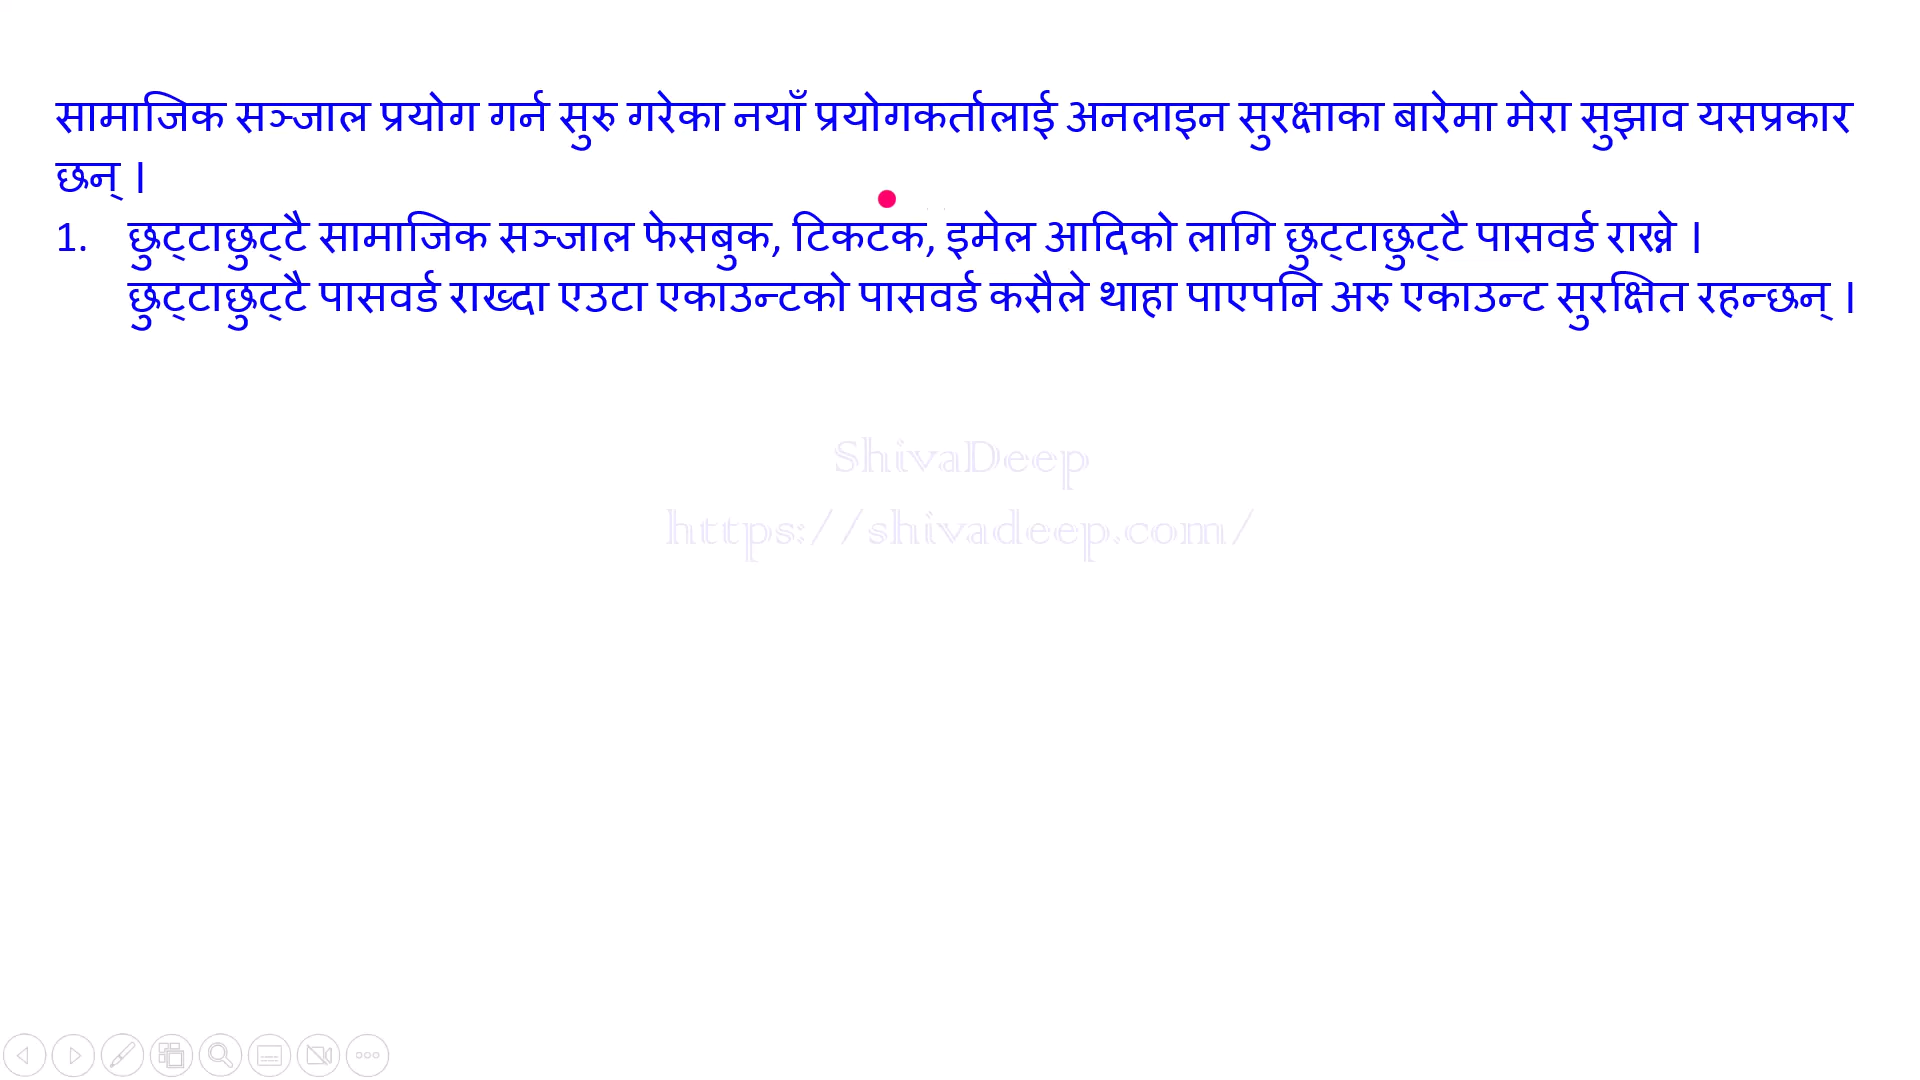 सामाजिक सञ्जाल प्रयोग गर्न सुरु गरेका नयाँ प्रयोगकर्तालाई अनलाइन सुरक्षाका बारेमा मेरा सुझाव यसप्रकार
छन् ।
1. छुट्टाछुट्टै सामाजिक सञ्जाल फेसबुक, टिकटक, इमेल आदिको लागि छुट्टाछुट्टै पासवर्ड राख्ने ।
छुट्टाछुट्टै पासवर्ड राख्दा एउटा एकाउन्टको पासवर्ड कसैले थाहा पाएपनि अरु एकाउन्ट सुरक्षित रहन्छन् ।
ShivaDeep
https://shivadeep.com/